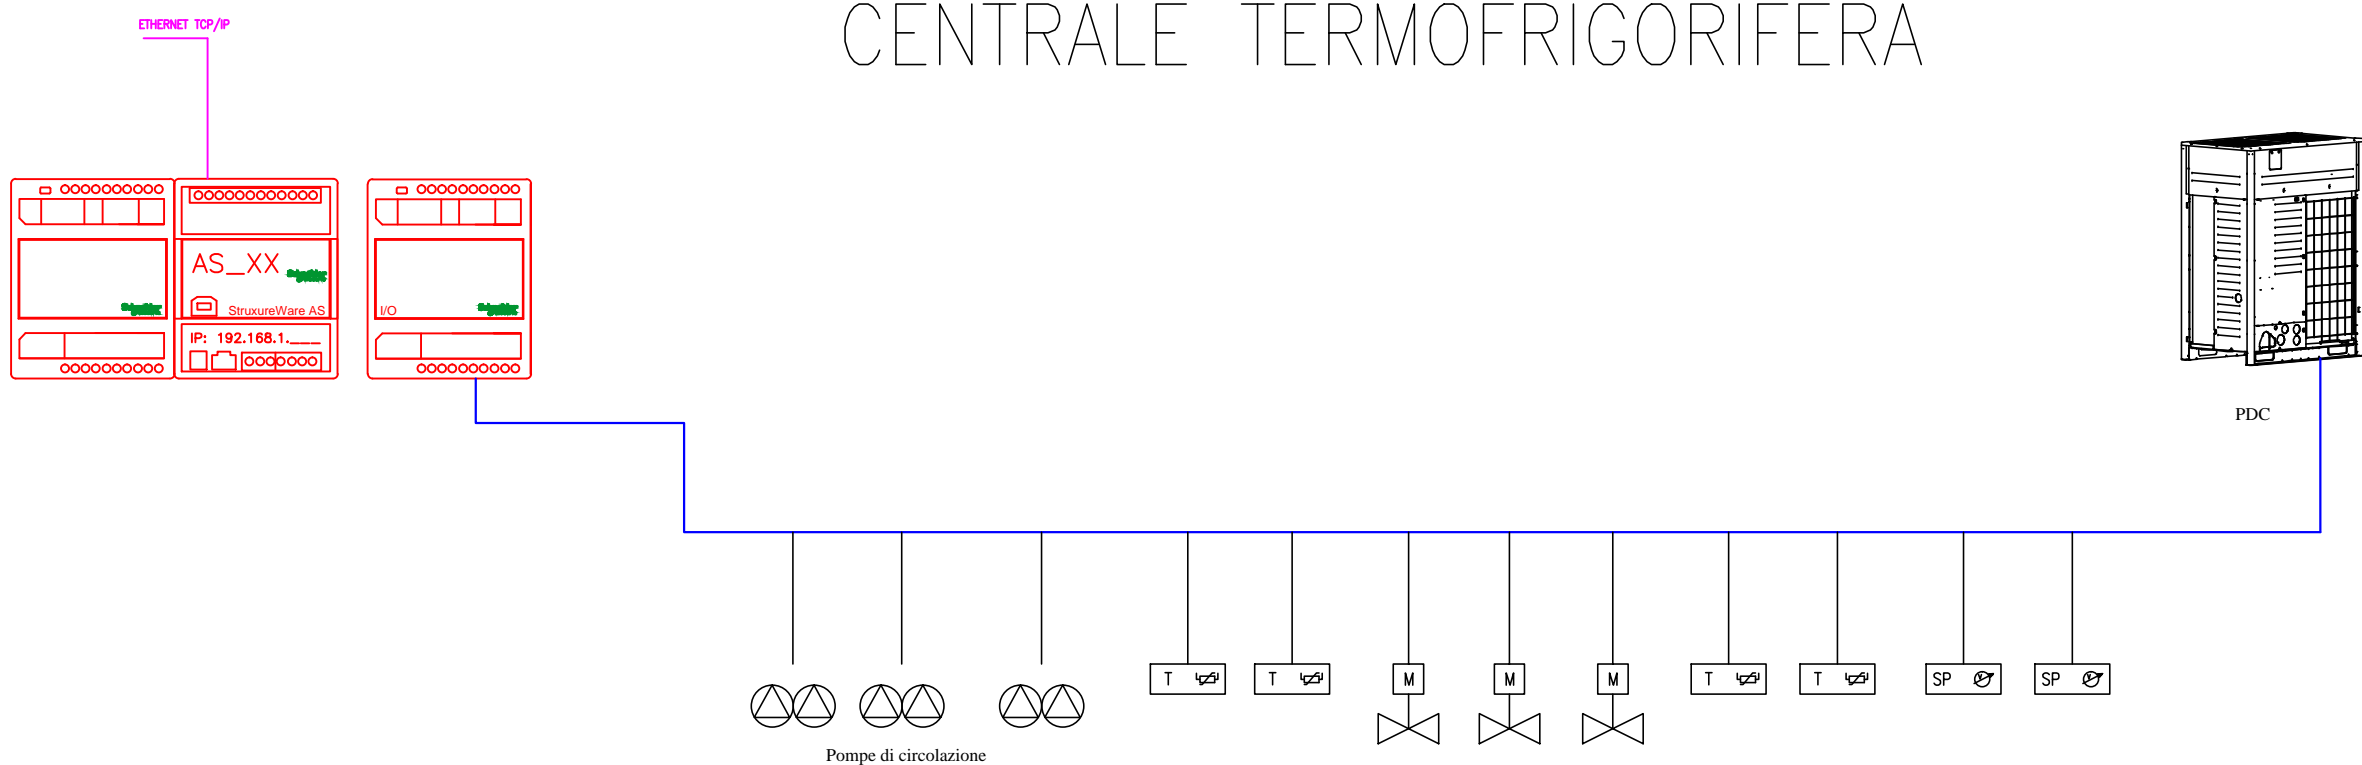 CENTRALE TERMOFRIGORIFERA
ETHERNET TCP/IP
AS_XX
StruxureWare AS
I/O
IP: 192.168.1.___
PDC
T
T
M
M
M
T
T
SP
SP
Pompe di circolazione